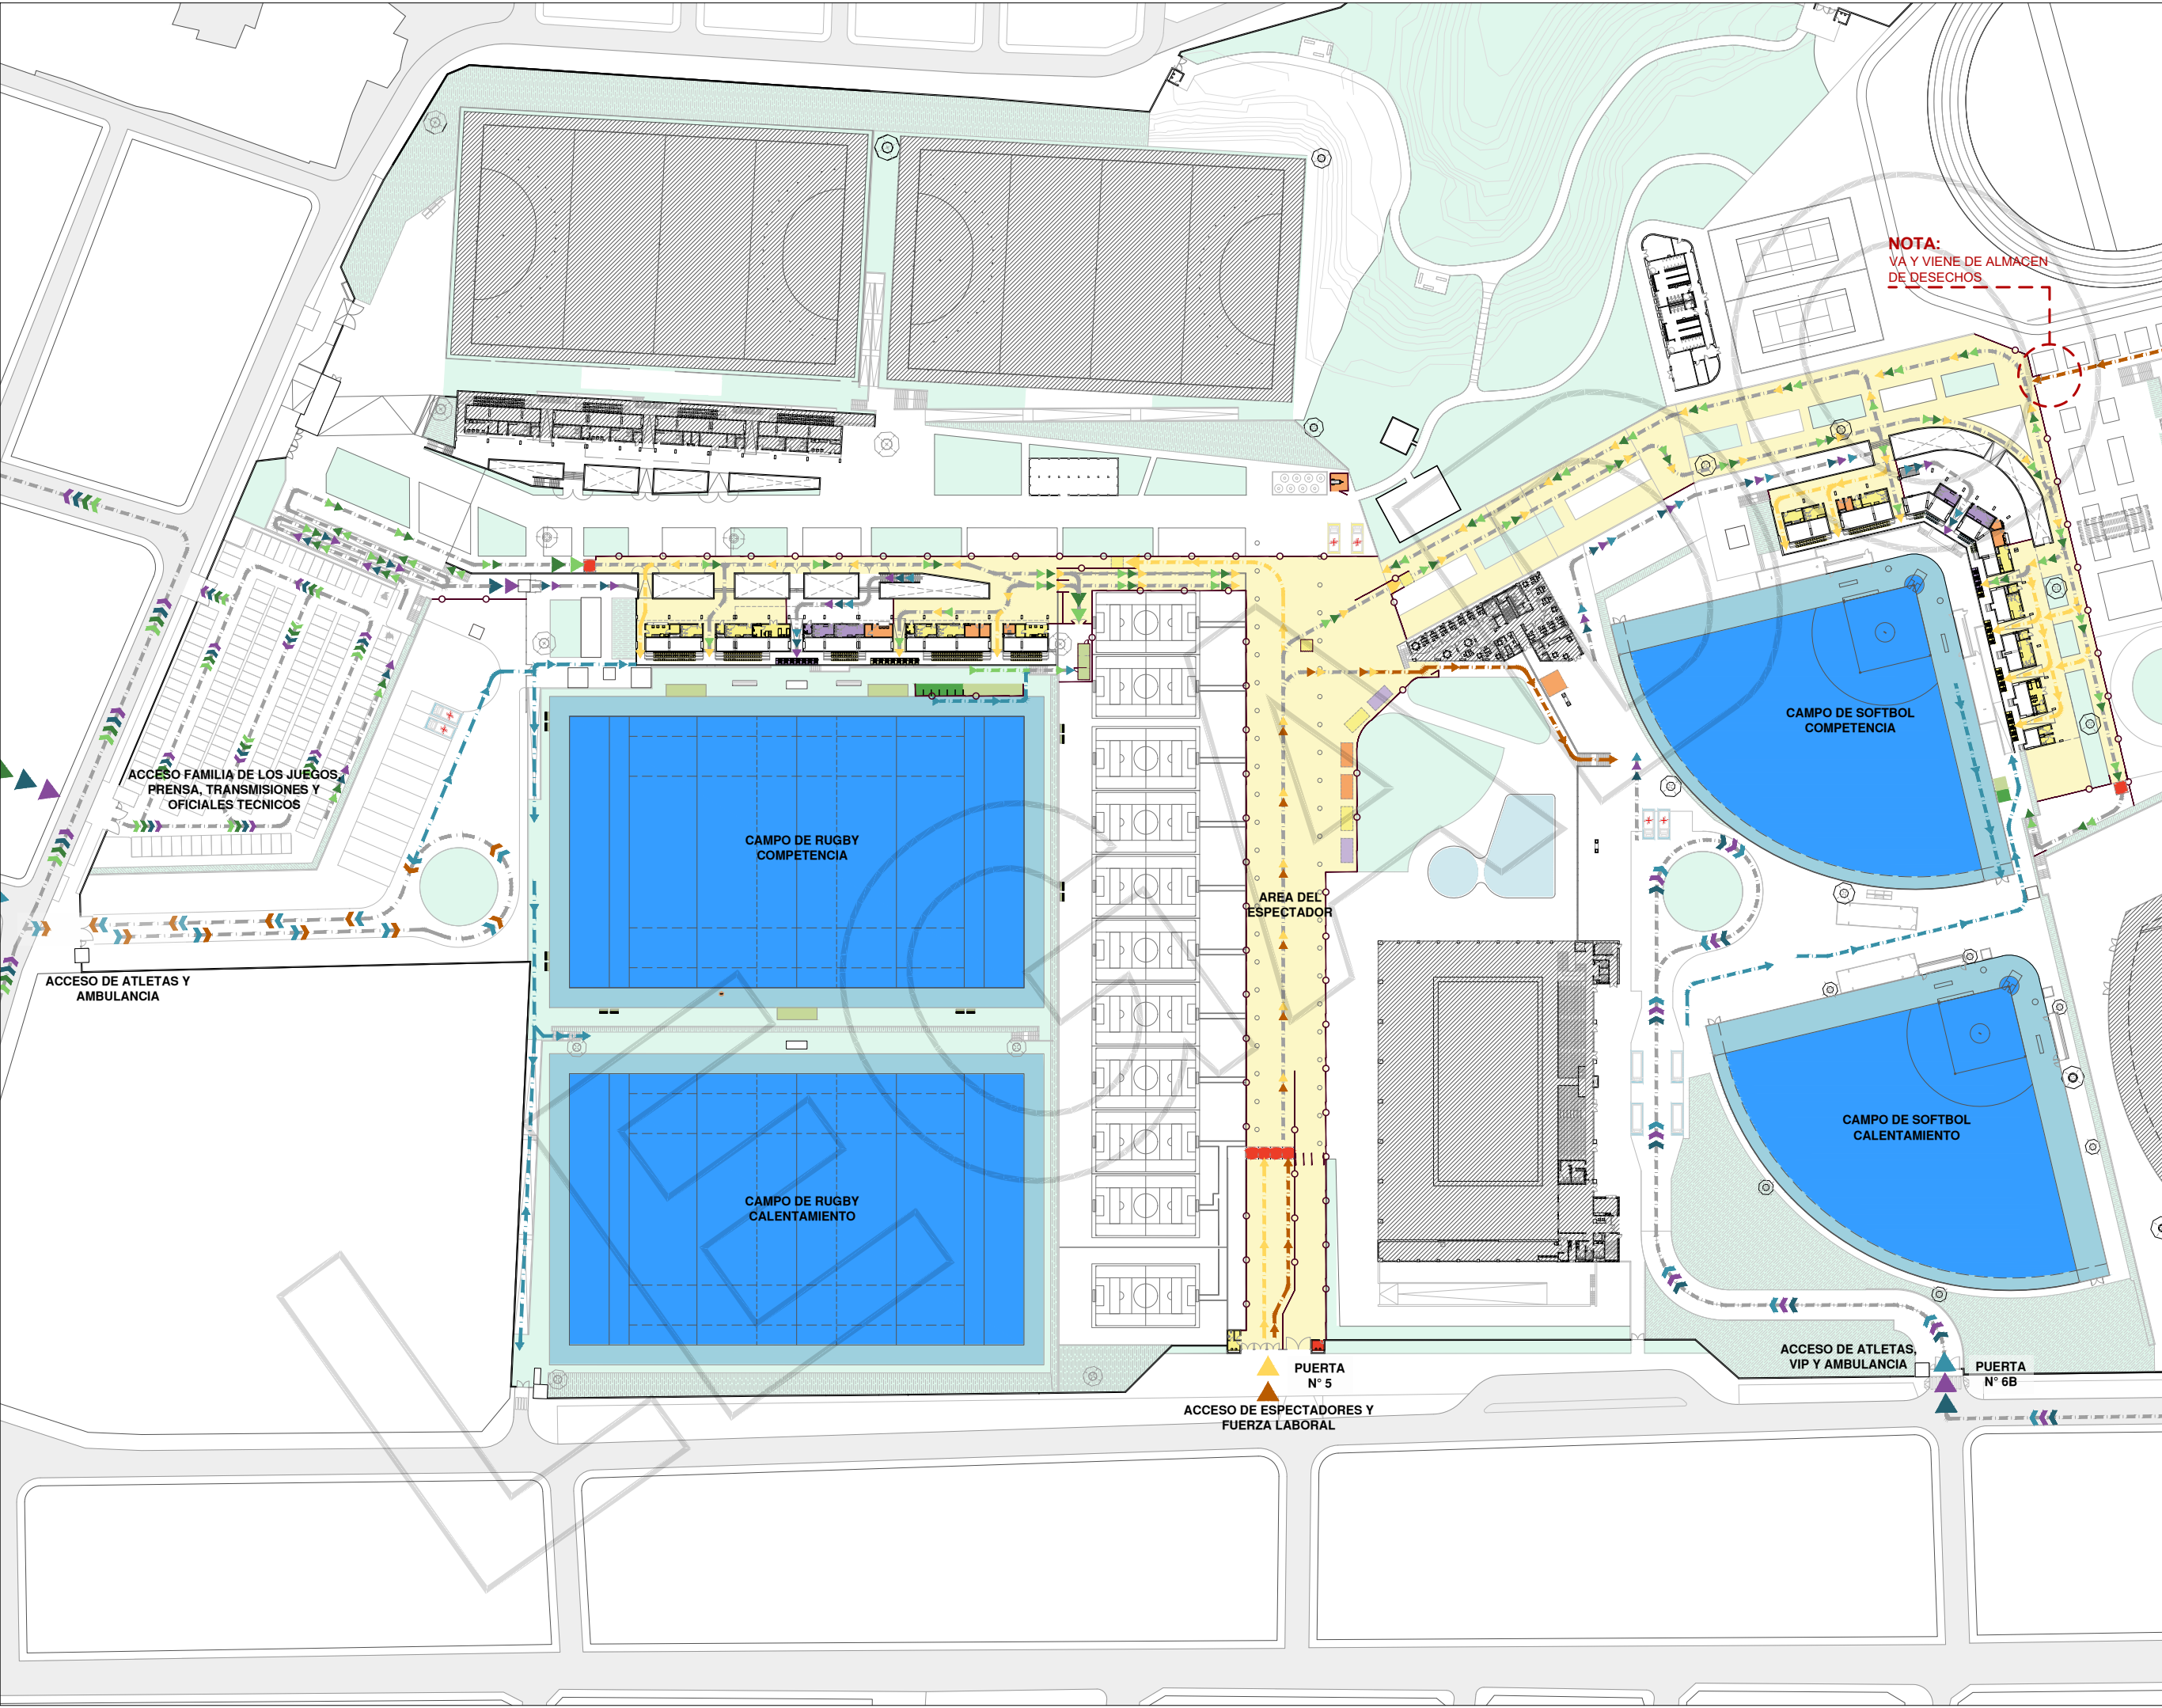 NOTA:
VA Y VIENE DE ALMACEN
DE DESECHOS
CAMPO DE SOFTBOL
COMPETENCIA
ACCESO FAMILIA DE LOS JUEGOS,
PRENSA, TRANSMISIONES Y
OFICIALES TECNICOS
CAMPO DE RUGBY
COMPETENCIA
AREA DEL
ESPECTADOR
ACCESO DE ATLETAS Y
AMBULANCIA
CAMPO DE SOFTBOL
CALENTAMIENTO
CAMPO DE RUGBY
CALENTAMIENTO
ACCESO DE ATLETAS,
VIP Y AMBULANCIA
PUERTA
N° 6B
PUERTA
N° 5
ACCESO DE ESPECTADORES Y
FUERZA LABORAL